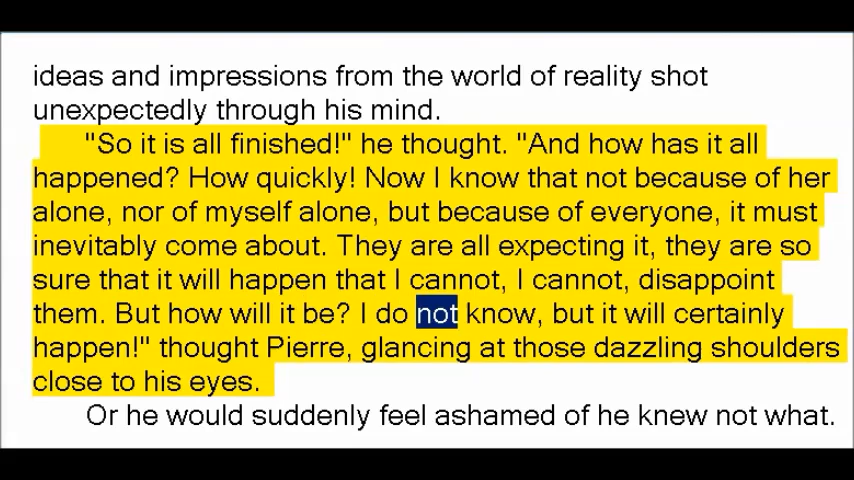 ideas and impressions from the world of reality shot
unexpectedly through his mind.
"So it is all finished!" he thought. "And how has it all
happened? How quickly! Now I know that not because of her
alone, nor of myself alone, but because of everyone, it must
inevitably come about. They are all expecting it, they are so
sure that it will happen that I cannot, I cannot, disappoint
them. But how will it be? I do not know, but it will certainly
happen!" thought Pierre, glancing at those dazzling shoulders
close to his eyes.
Or he would suddenly feel ashamed of he knew not what.